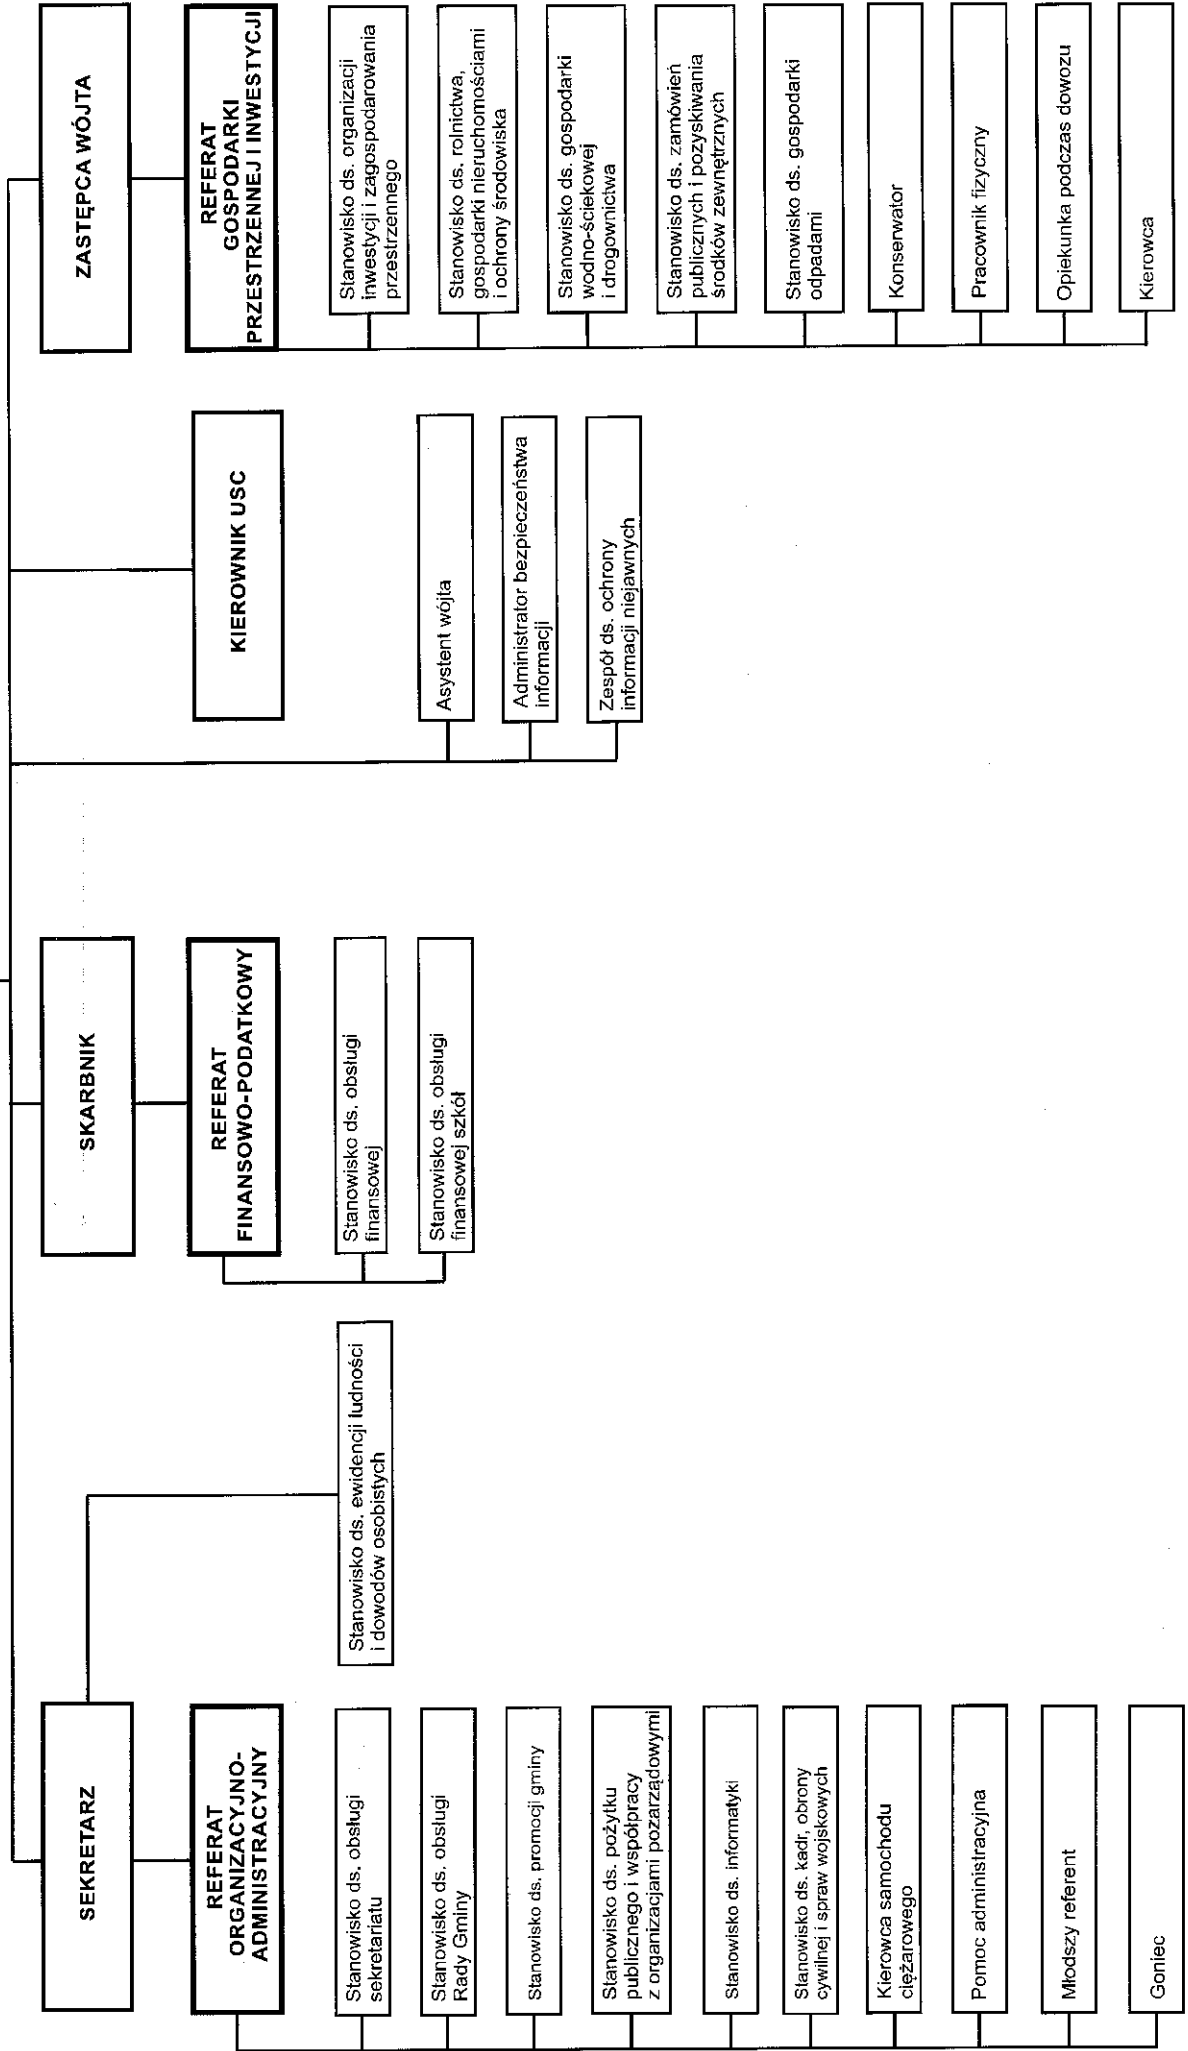 SEKRETARZ
REFERAT
ORGANIZACYJNO-
ADMINISTRACYJNY
Stanowisko ds. obsługi
sekretariatu
Stanowisko ds. obsługi
Rady Gminy
Stanowisko ds. promocji gminy
Stanowisko ds. pożytku
publicznego i współpracy
z organizacjami pozarządowymi
Stanowisko ds. informatyki
Stanowisko ds. kadr, obrony
cywilnej i spraw wojskowych
Kierowca samochodu
ciężarowego
Pomoc administracyjna
Młodszy referent
Goniec
Stanowisko ds. ewidencji ludności
i dowodów osobistych
SKARBNIK
REFERAT
FINANSOWO-PODATKOWY
Stanowisko ds. obsługi
finansowej
Stanowisko ds. obsługi
finansowej szkół
KIEROWNIK USC
Asystent wójta
Administrator bezpieczeństwa
informacji
Zespół ds. ochrony
informacji niejawnych
ZASTĘPCA WÓJTA
REFERAT
GOSPODARKI
PRZESTRZENNEJ I INWESTYCJI
Stanowisko ds. organizacji
inwestycji i zagospodarowania
przestrzennego
Stanowisko ds. rolnictwa,
gospodarki nieruchomościami
i ochrony środowiska
Stanowisko ds. gospodarki
wodno-ściekowej
i drogownictwa
Stanowisko ds. zamówień
publicznych i pozyskiwania
środków zewnętrznych
Stanowisko ds. gospodarki
odpadami
Konserwator
Pracownik fizyczny
Opiekunka podczas dowozu
Kierowca